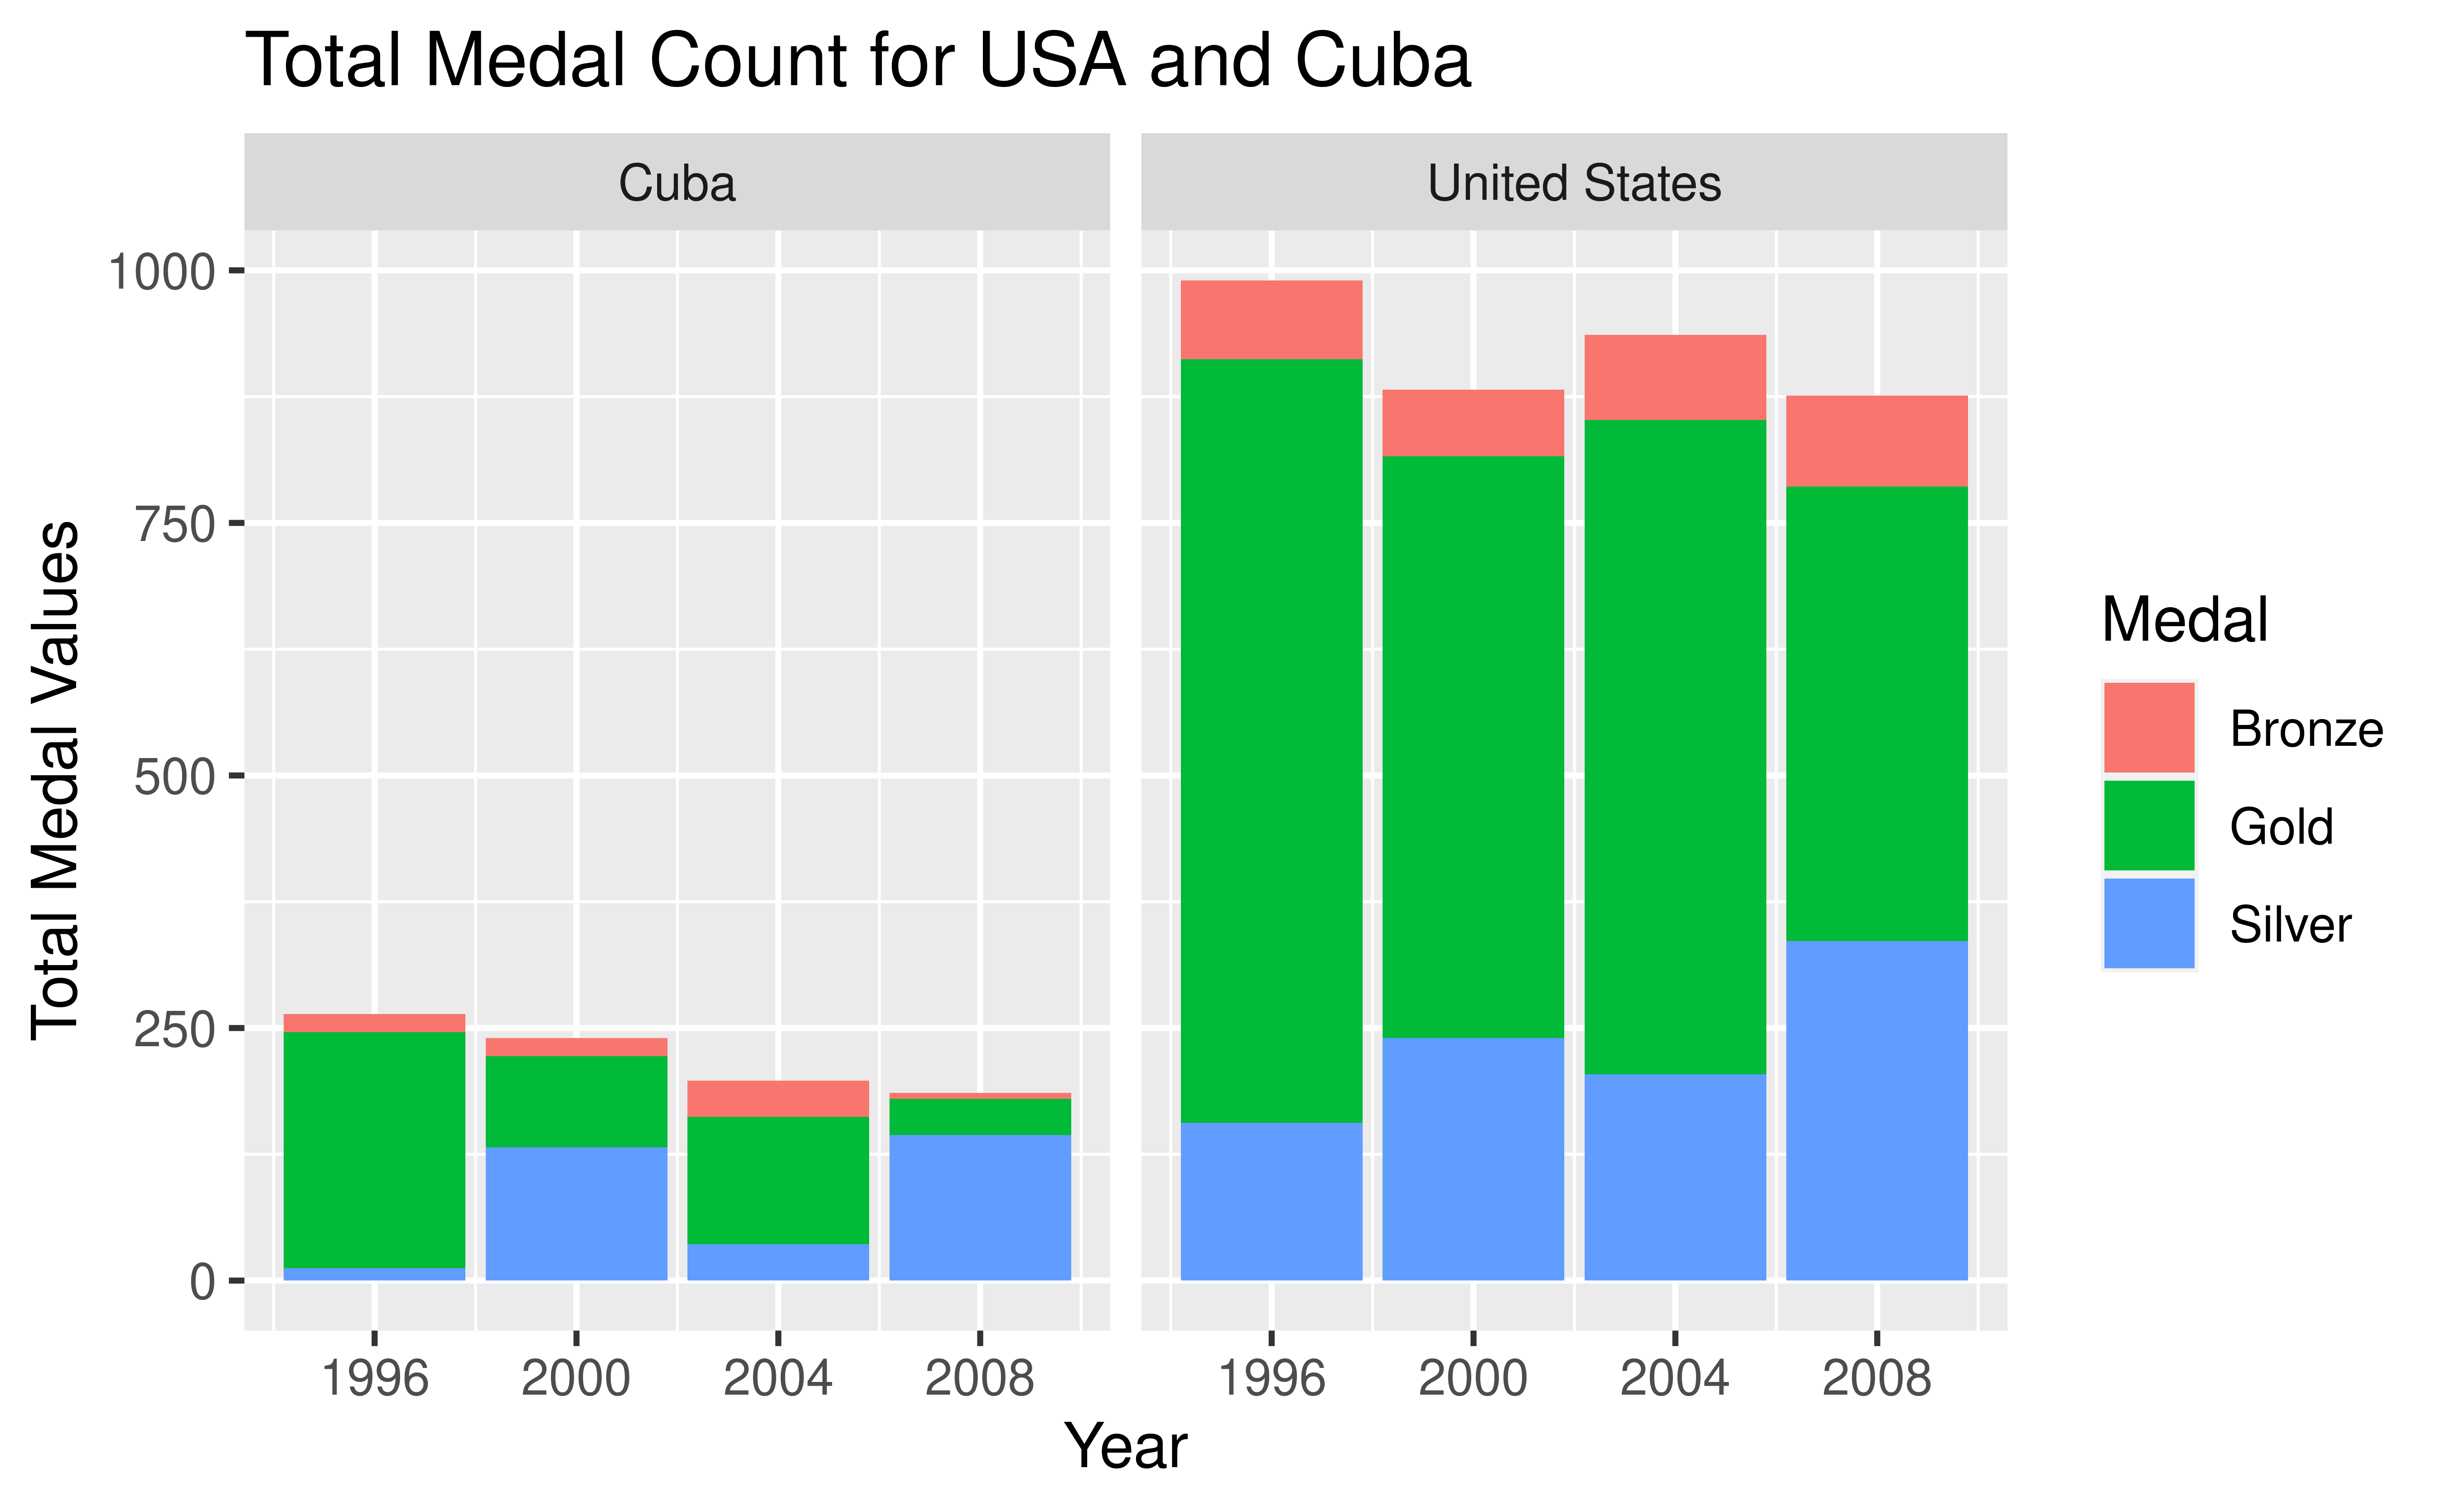 Total Medal Count for USA and Cuba
Cuba
United States
Total Medal Values
1000
750
500
250
0
1996 2000 2004 2008
1996 2000 2004 2008
Year
Medal
Bronze
Gold
Silver